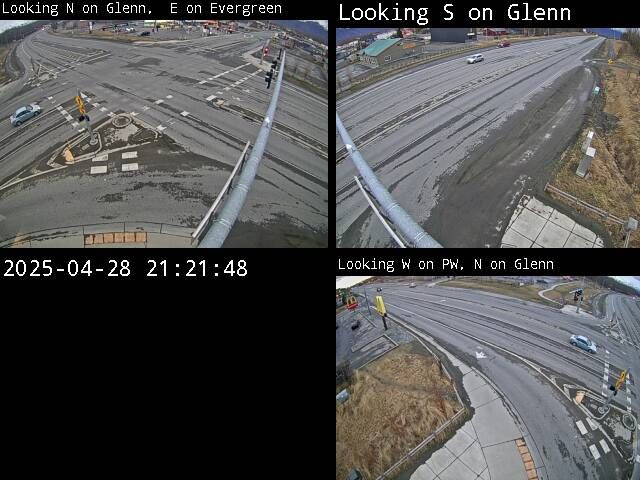 Looking N on Glenn,  E on Evergreen
Looking S on Glenn
2025-04-28 21:21:48
Looking W on PW, N on Glenn